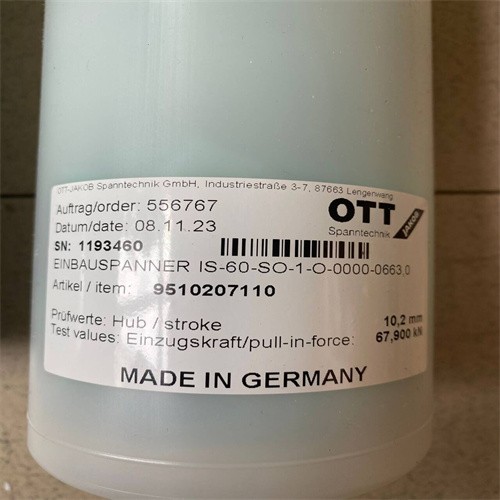 OTT-JAKOB Spanntechnik GmbH, Industriestraße 3-7, 87663 Lengenwang
Auftrag/order: 556767
Datum/date: 08.11.23
SN: 1193460
OTT
JAKOB
Spanntechnik
EINBAUSPANNER IS-60-SO-1-O-0000-0663,0
Artikel / item: 9510207110
Prüfwerte: Hub / stroke 10,2 mm
Test values: Einzugskraft/pull-in-force: 67,900 kN
MADE IN GERMANY